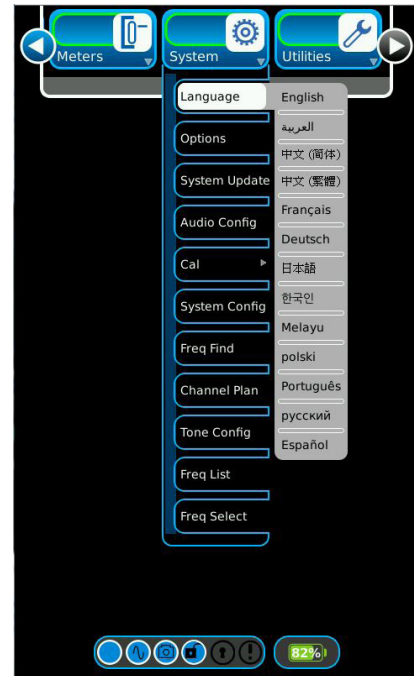 Meters
System
Utilities
Language
Options
System Update
Audio Config
Cal
System Config
Freq Find
Channel Plan
Tone Config
Freq List
Freq Select
English
العربية
中文 (简体)
中文 (繁體)
Français
Deutsch
日本語
한국인
Melayu
polski
Português
русский
Español
82%